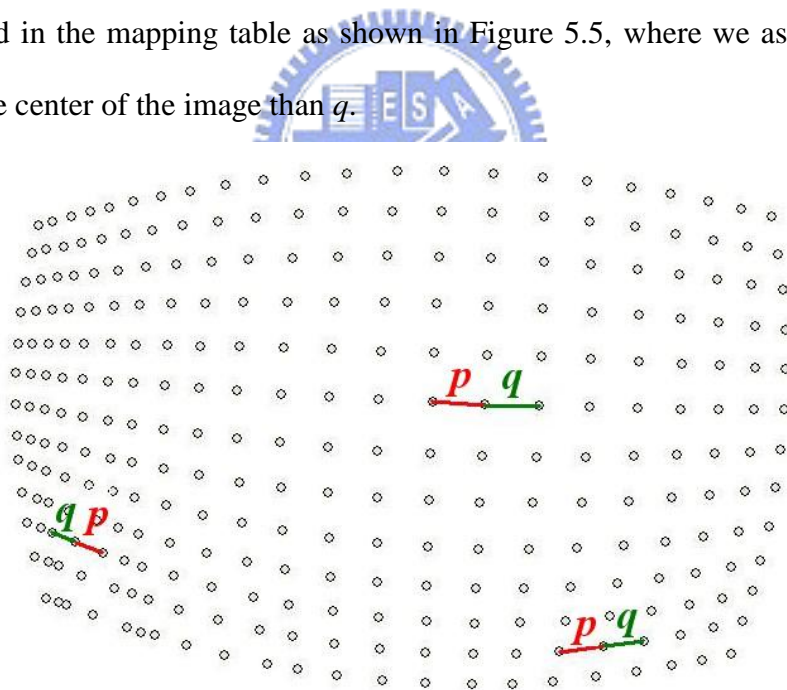 d in the mapping table as shown in Figure 5.5, where we as
e center of the image than q.
E S A
p q
q p
p q